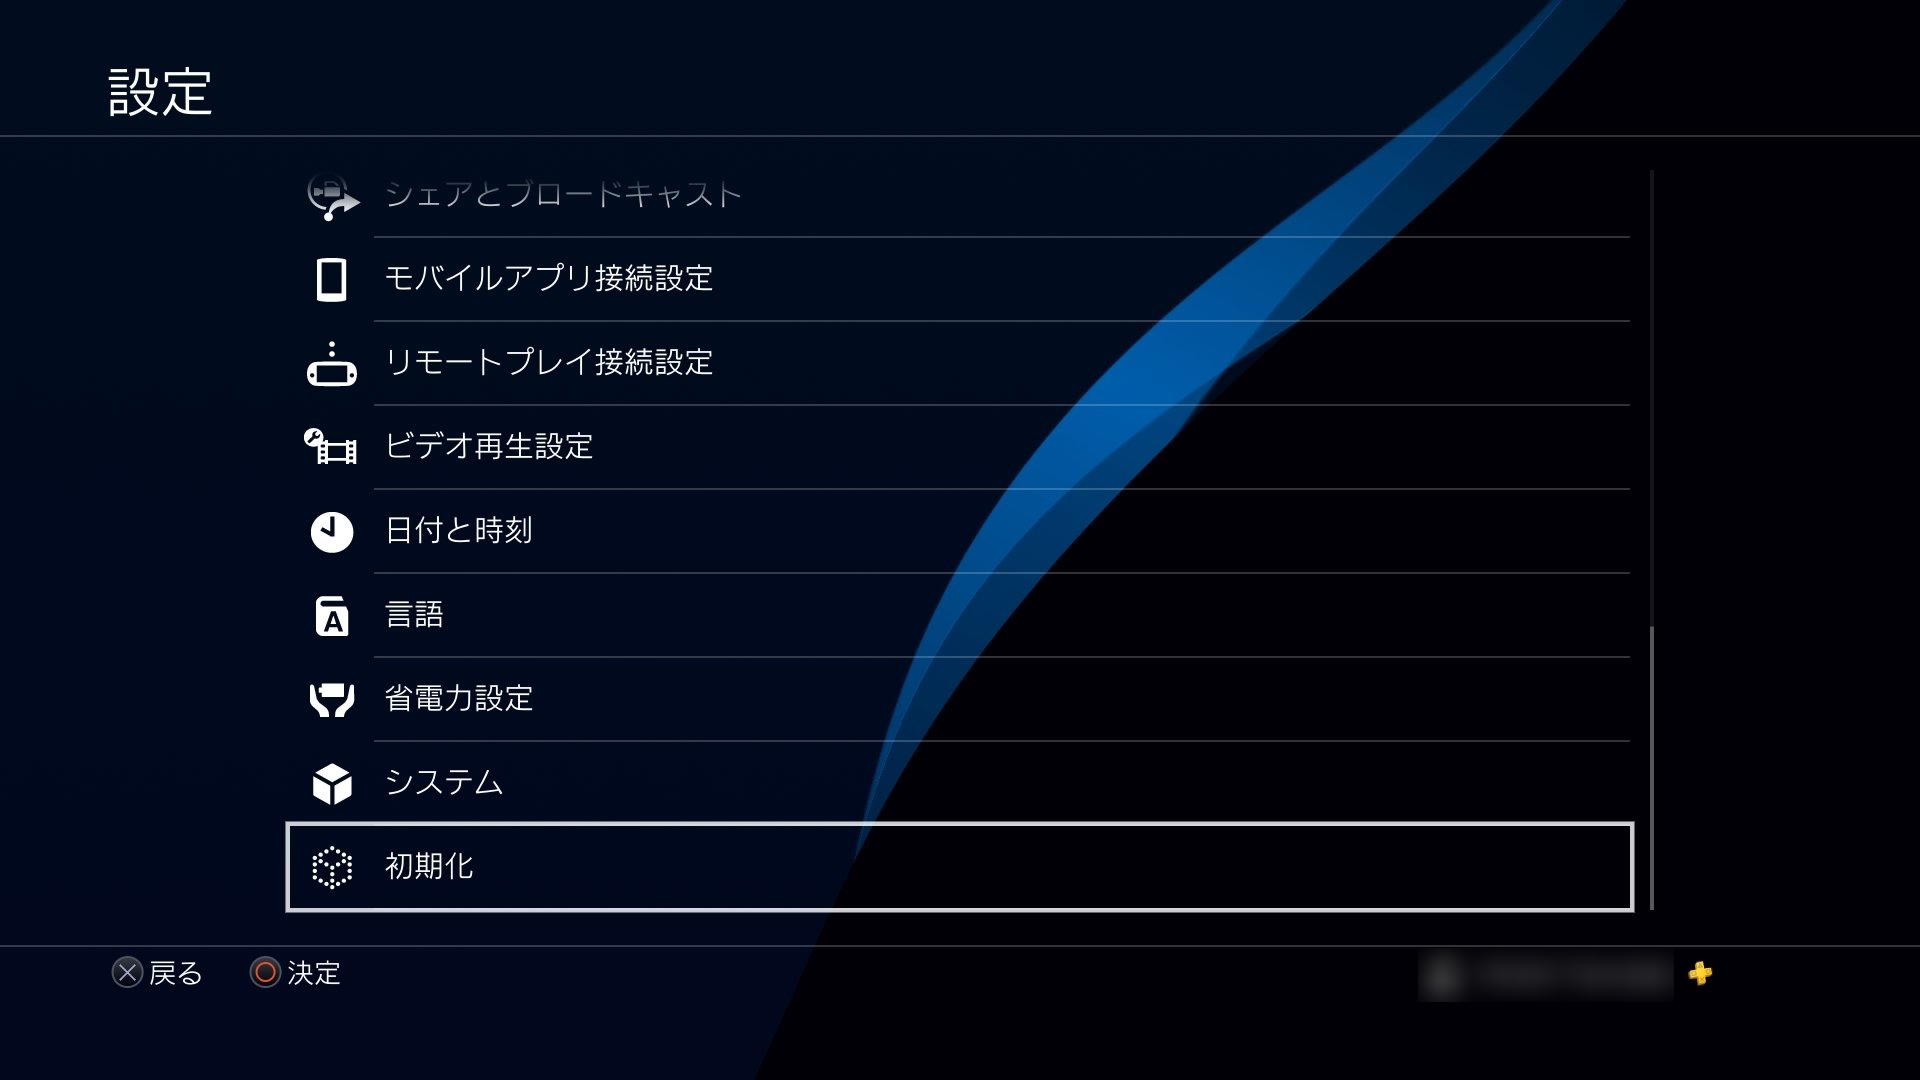 設定
シェアとブロードキャスト
モバイルアプリ接続設定
リモートプレイ接続設定
ビデオ再生設定
日付と時刻
言語
省電力設定
システム
初期化
戻る 決定